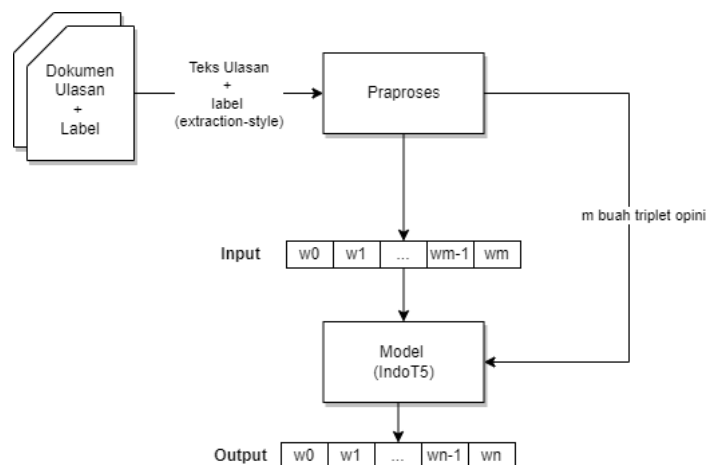 Dokumen
Ulasan
+
Label
Teks Ulasan
+
label
(extraction-style)
Praproses
m buah triplet opini
Input w0 w1 ... wm-1 wm
Model
(IndoT5)
Output w0 w1 ... wn-1 wn